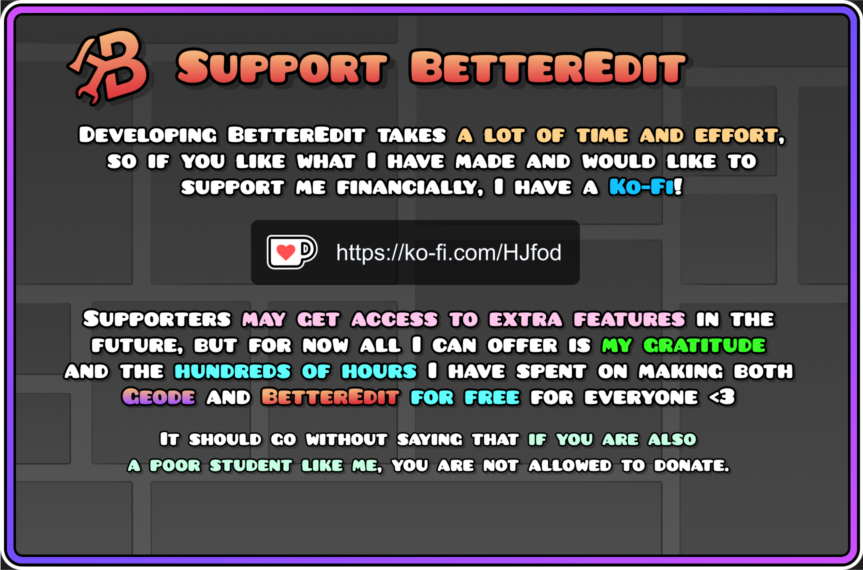 Support BetterEdit
Developing BetterEdit takes a lot of time and effort,
so if you like what I have made and would like to
support me financially, I have a Ko-Fi!
https://ko-fi.com/HJfod
Supporters may get access to extra features in the
future, but for now all I can offer is my gratitude
and the hundreds of hours I have spent on making both
Geode and BetterEdit for free for everyone <3
It should go without saying that if you are also
a poor student like me, you are not allowed to donate.